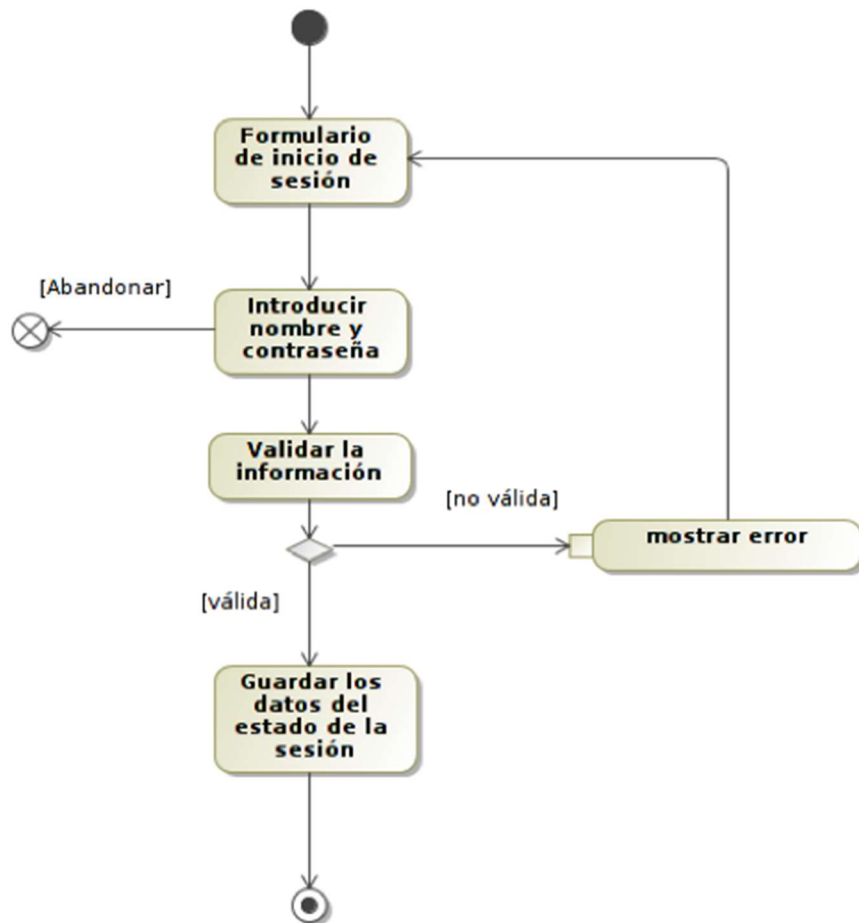 Formulario
de inicio de
sesión
[Abandonar]
Introducir
nombre y
contraseña
Validar la
información
[no válida]
mostrar error
[válida]
Guardar los
datos del
estado de la
sesión